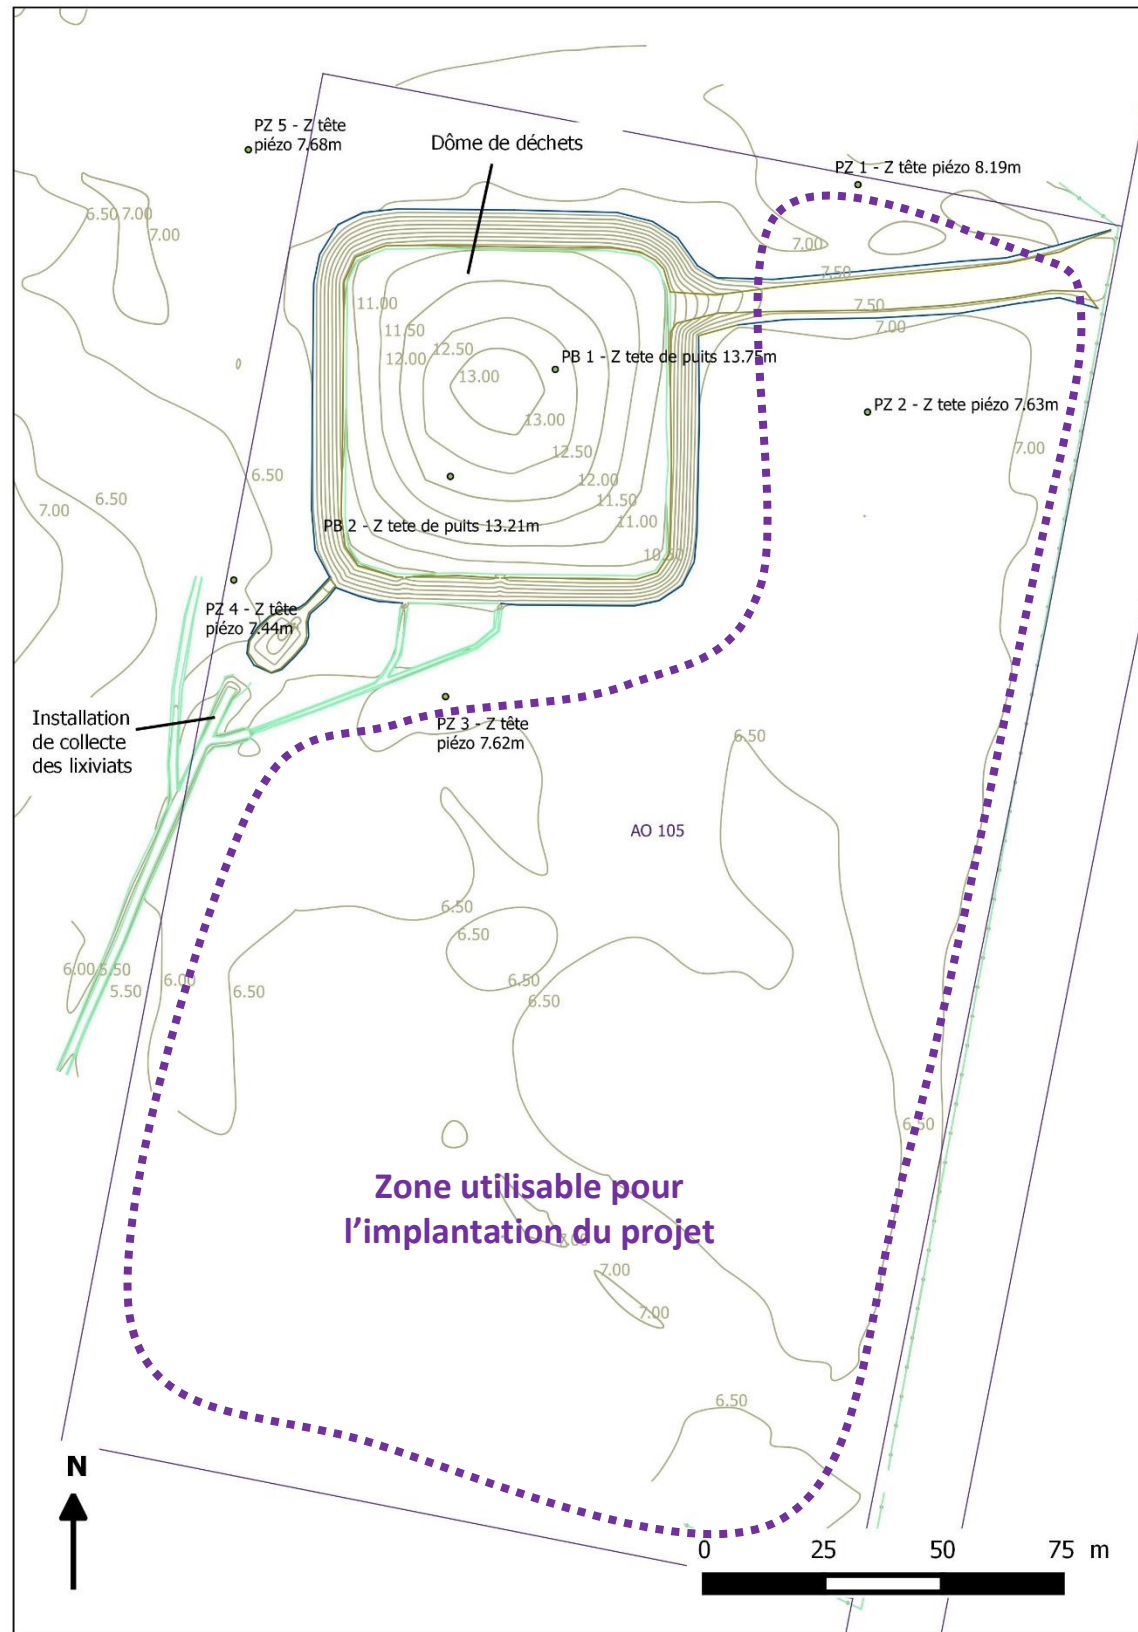 PZ 5 - Z tête
piézo 7.68m
Dôme de déchets
PZ 1 - Z tête piézo 8.19m
6.50 7.00
7.00
7.00
7.50
7.50
7.00
11.00
11.50
12.00
12.50
13.00
PB 1 - Z tete de puits 13.75m
PZ 2 - Z tete piézo 7.63m
13.00
12.50
12.00
11.50
11.00
7.00
6.50
6.50
7.00
PB 2 - Z tete de puits 13.21m
PZ 4 - Z tête
piézo 7.44m
Installation
de collecte
des lixiviats
PZ 3 - Z tête
piézo 7.62m
6.50
AO 105
6.50
6.50
6.50
6.50
6.00 5.50
5.50
6.00
6.50
6.50
Zone utilisable pour
l'implantation du projet
7.00
7.00
7.00
6.50
N
0 25 50 75 m